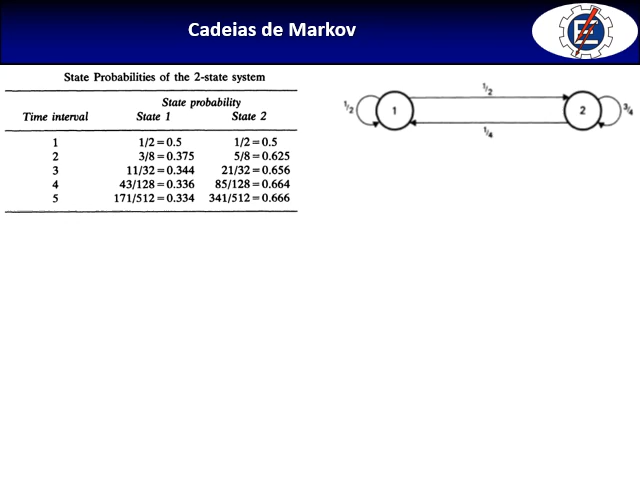 Cadeias de Markov
State Probabilities of the 2-state system
State probability
Time interval State 1 State 2
1 1/2=0.5 1/2=0.5
2 3/8=0.375 5/8=0.625
3 11/32=0.344 21/32=0.656
4 43/128=0.336 85/128=0.664
5 171/512=0.334 341/512=0.666
1/2
1/2 1 2 3/4
1/4